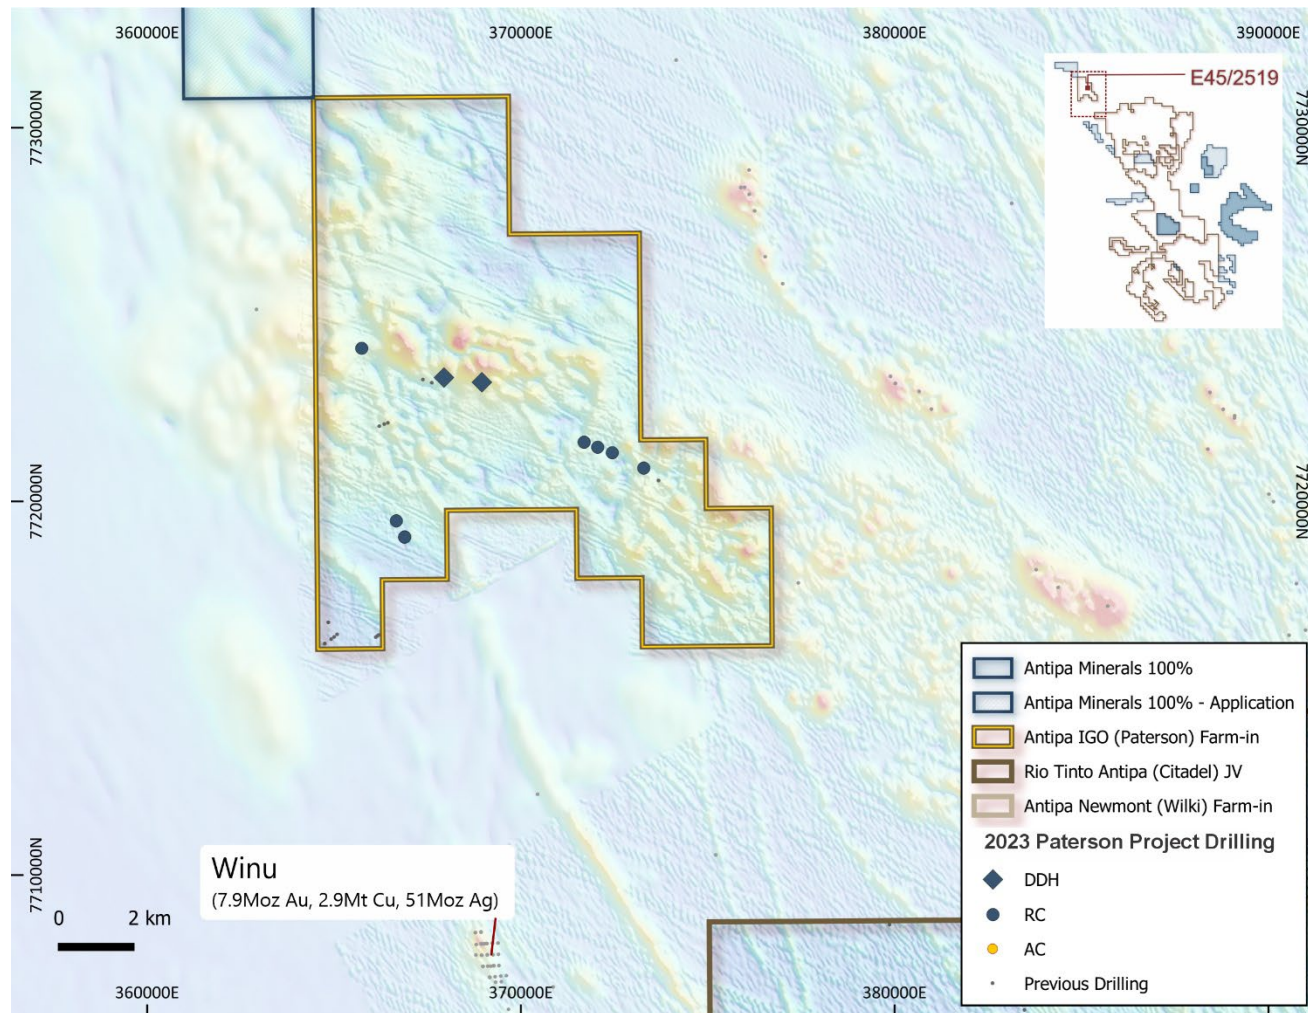 360000E
370000E
380000E
390000E
E45/2519
7730000N
7730000N
7720000N
7720000N
Antipa Minerals 100%
Antipa Minerals 100% - Application
Antipa IGO (Paterson) Farm-in
Rio Tinto Antipa (Citadel) JV
Antipa Newmont (Wilki) Farm-in
2023 Paterson Project Drilling
DDH
RC
AC
Previous Drilling
Winu
(7.9Moz Au, 2.9Mt Cu, 51Moz Ag)
7710000N
0 2 km
360000E
370000E
380000E